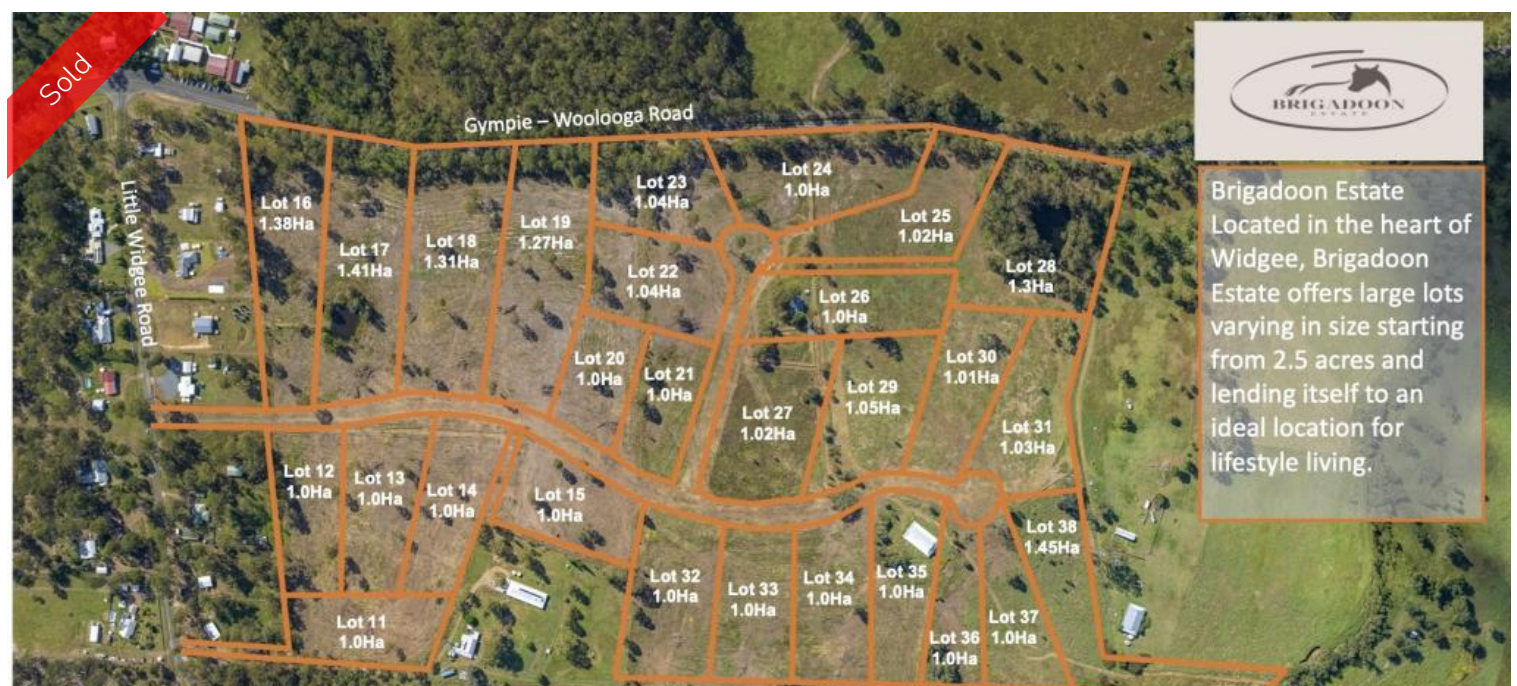 Sold
Gympie – Woolooga Road
Little Widgee Road
BRIGADOON
ESTATE
Brigadoon Estate
Located in the heart of
Widgee, Brigadoon
Estate offers large lots
varying in size starting
from 2.5 acres and
lending itself to an
ideal location for
lifestyle living.
Lot 16
1.38Ha
Lot 17
1.41Ha
Lot 18
1.31Ha
Lot 19
1.27Ha
Lot 23
1.04Ha
Lot 24
1.0Ha
Lot 25
1.02Ha
Lot 22
1.04Ha
Lot 28
1.3Ha
Lot 26
1.0Ha
Lot 20
1.0Ha
Lot 21
1.0Ha
Lot 27
1.02Ha
Lot 29
1.05Ha
Lot 30
1.01Ha
Lot 31
1.03Ha
Lot 12
1.0Ha
Lot 13
1.0Ha
Lot 14
1.0Ha
Lot 15
1.0Ha
Lot 38
1.45Ha
Lot 11
1.0Ha
Lot 32
1.0Ha
Lot 33
1.0Ha
Lot 34
1.0Ha
Lot 35
1.0Ha
Lot 36
1.0Ha
Lot 37
1.0Ha